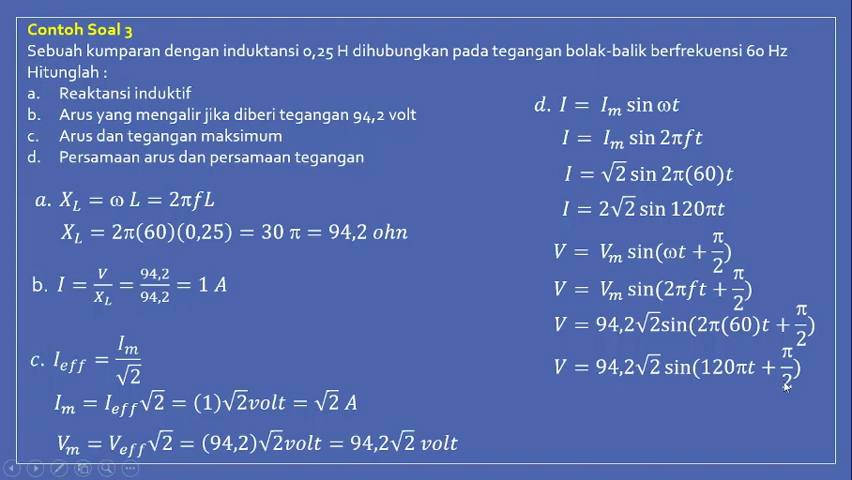 Contoh Soal 3
Sebuah kumparan dengan induktansi 0,25 H dihubungkan pada tegangan bolak-balik berfrekuensi 60 Hz
Hitunglah :
a. Reaktansi induktif
b. Arus yang mengalir jika diberi tegangan 94,2 volt
c. Arus dan tegangan maksimum
d. Persamaan arus dan persamaan tegangan
a. X_L = ω L = 2πfL
X_L = 2π(60)(0,25) = 30 π = 94,2 ohn
b. I = V/X_L = 94,2/94,2 = 1 A
c. I_eff = I_m/√2
I_m = I_eff√2 = (1)√2volt = √2 A
V_m = V_eff√2 = (94,2)√2volt = 94,2√2 volt
d. I = I_m sin ωt
I = I_m sin 2πft
I = √2 sin 2π(60)t
I = 2√2 sin 120πt
V = V_m sin(ωt + π/2)
V = V_m sin(2πft + π/2)
V = 94,2√2sin(2π(60)t + π/2)
V = 94,2√2 sin(120πt + π/2)